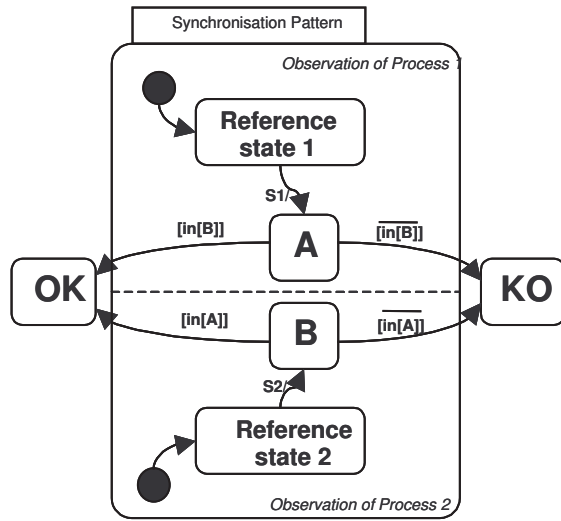 Synchronisation Pattern
Observation of Process 1
Reference
state 1
S1/
[in[B]]
A
[in[B]]
OK
KO
[in[A]]
B
[in[A]]
S2/
Reference
state 2
Observation of Process 2